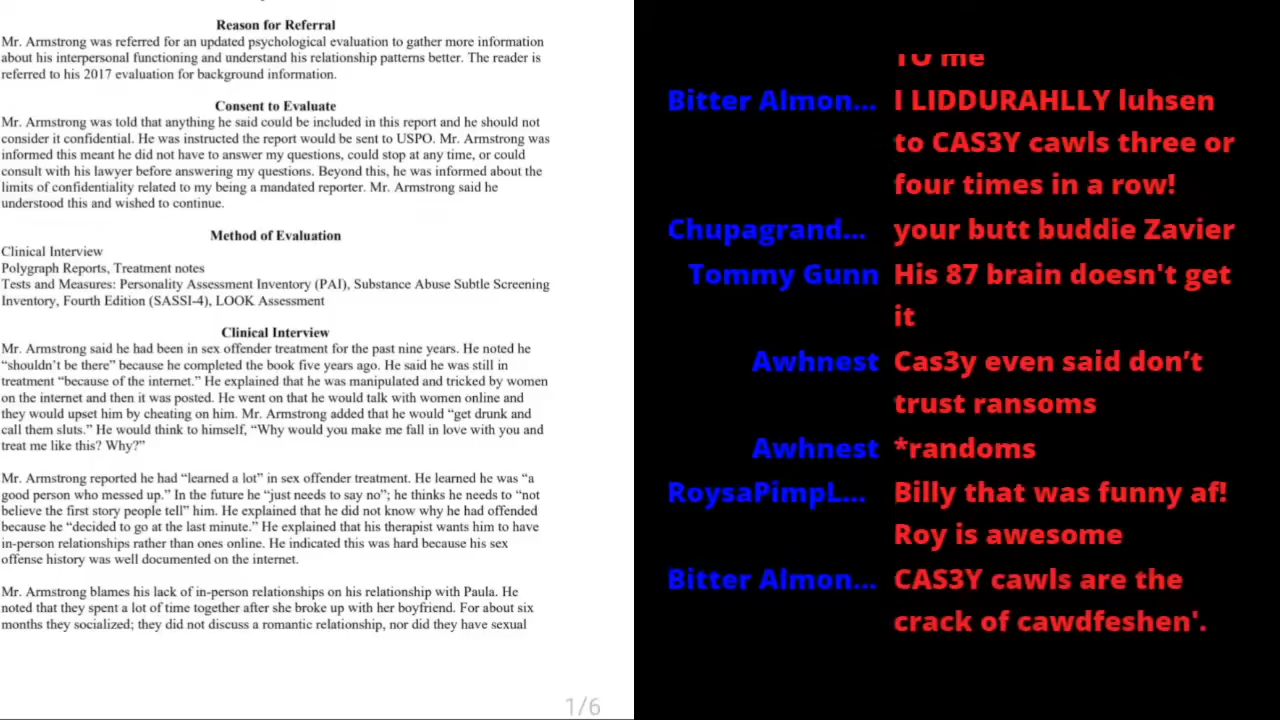 Reason for Referral
Mr. Armstrong was referred for an updated psychological evaluation to gather more information
about his interpersonal functioning and understand his relationship patterns better. The reader is
referred to his 2017 evaluation for background information.
Consent to Evaluate
Mr. Armstrong was told that anything he said could be included in this report and he should not
consider it confidential. He was instructed the report would be sent to USPO. Mr. Armstrong was
informed this meant he did not have to answer my questions, could stop at any time, or could
consult with his lawyer before answering my questions. Beyond this, he was informed about the
limits of confidentiality related to my being a mandated reporter. Mr. Armstrong said he
understood this and wished to continue.
Method of Evaluation
Clinical Interview
Polygraph Reports, Treatment notes
Tests and Measures: Personality Assessment Inventory (PAI), Substance Abuse Subtle Screening
Inventory, Fourth Edition (SASSI-4), LOOK Assessment
Clinical Interview
Mr. Armstrong said he had been in sex offender treatment for the past nine years. He noted he
“shouldn’t be there” because he completed the book five years ago. He said he was still in
treatment “because of the internet.” He explained that he was manipulated and tricked by women
on the internet and then it was posted. He went on that he would talk with women online and
they would upset him by cheating on him. Mr. Armstrong added that he would “get drunk and
call them sluts.” He would think to himself, “Why would you make me fall in love with you and
treat me like this? Why?”
Mr. Armstrong reported he had “learned a lot” in sex offender treatment. He learned he was “a
good person who messed up.” In the future he “just needs to say no”; he thinks he needs to “not
believe the first story people tell” him. He explained that he did not know why he had offended
because he “decided to go at the last minute.” He explained that his therapist wants him to have
in-person relationships rather than ones online. He indicated this was hard because his sex
offense history was well documented on the internet.
Mr. Armstrong blames his lack of in-person relationships on his relationship with Paula. He
noted that they spent a lot of time together after she broke up with her boyfriend. For about six
months they socialized; they did not discuss a romantic relationship, nor did they have sexual
1/6
TO me
Bitter Almon... I LIDDURAHLLY luhsen
to CAS3Y cawls three or
four times in a row!
Chupagrand... your butt buddie Zavier
Tommy Gunn His 87 brain doesn't get
it
Awhnest Cas3y even said don’t
trust ransoms
Awhnest *randoms
RoysaPimpL... Billy that was funny af!
Roy is awesome
Bitter Almon... CAS3Y cawls are the
crack of cawdfeshen'.